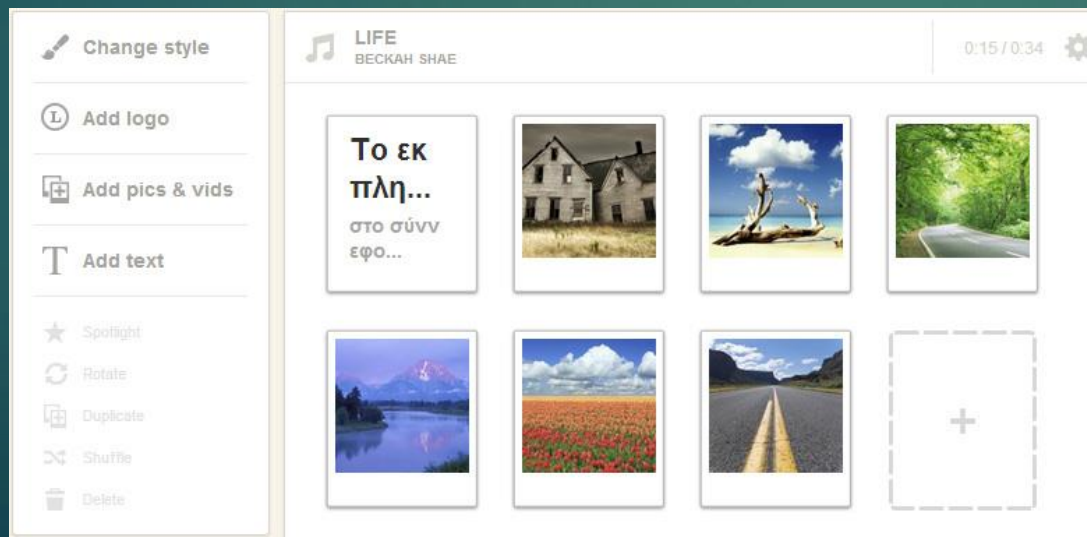 Change style
Add logo
Add pics & vids
Add text
Spotlight
Rotate
Duplicate
Shuffle
Delete
LIFE
BECKAH SHAE
0:15 / 0:34
Το εκ
πλη...
στο σύνν
εφο...